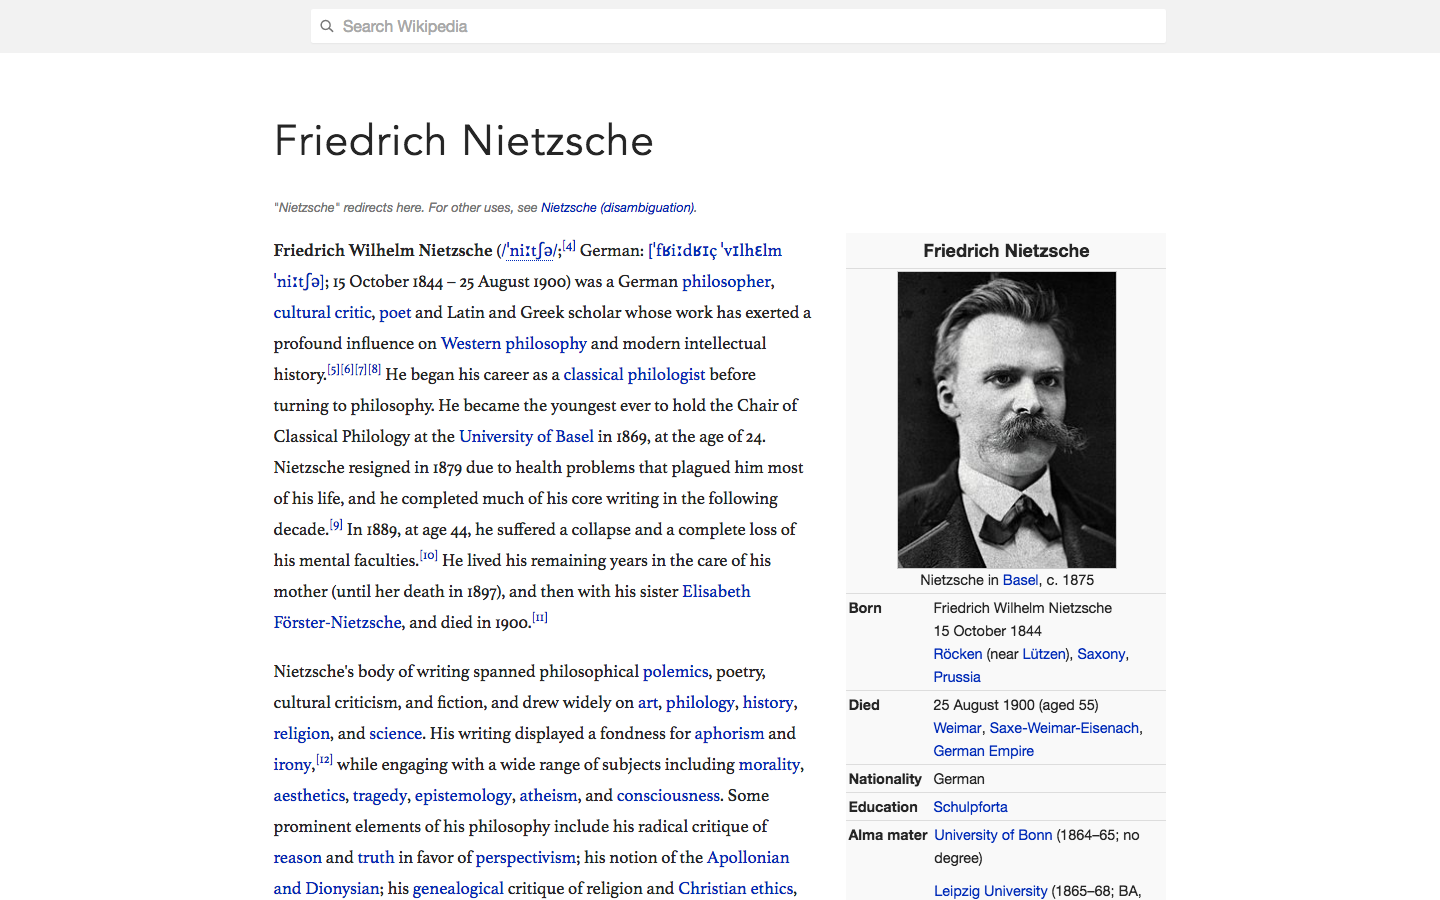 Search Wikipedia
Friedrich Nietzsche
"Nietzsche" redirects here. For other uses, see Nietzsche (disambiguation).
Friedrich Wilhelm Nietzsche (/ˈniːtʃə/;[4] German: [ˈfʁiːdʁɪç ˈvɪlhɛlm
ˈniːtʃə]; 15 October 1844 – 25 August 1900) was a German philosopher,
cultural critic, poet and Latin and Greek scholar whose work has exerted a
profound influence on Western philosophy and modern intellectual
history.[5][6][7][8] He began his career as a classical philologist before
turning to philosophy. He became the youngest ever to hold the Chair of
Classical Philology at the University of Basel in 1869, at the age of 24.
Nietzsche resigned in 1879 due to health problems that plagued him most
of his life, and he completed much of his core writing in the following
decade.[9] In 1889, at age 44, he suffered a collapse and a complete loss of
his mental faculties.[10] He lived his remaining years in the care of his
mother (until her death in 1897), and then with his sister Elisabeth
Förster-Nietzsche, and died in 1900.[11]
Nietzsche's body of writing spanned philosophical polemics, poetry,
cultural criticism, and fiction, and drew widely on art, philology, history,
religion, and science. His writing displayed a fondness for aphorism and
irony,[12] while engaging with a wide range of subjects including morality,
aesthetics, tragedy, epistemology, atheism, and consciousness. Some
prominent elements of his philosophy include his radical critique of
reason and truth in favor of perspectivism; his notion of the Apollonian
and Dionysian; his genealogical critique of religion and Christian ethics,
Friedrich Nietzsche
Nietzsche in Basel, c. 1875
Born Friedrich Wilhelm Nietzsche
15 October 1844
Röcken (near Lützen), Saxony,
Prussia
Died 25 August 1900 (aged 55)
Weimar, Saxe-Weimar-Eisenach,
German Empire
Nationality German
Education Schulpforta
Alma mater University of Bonn (1864–65; no
degree)
Leipzig University (1865–68; BA,